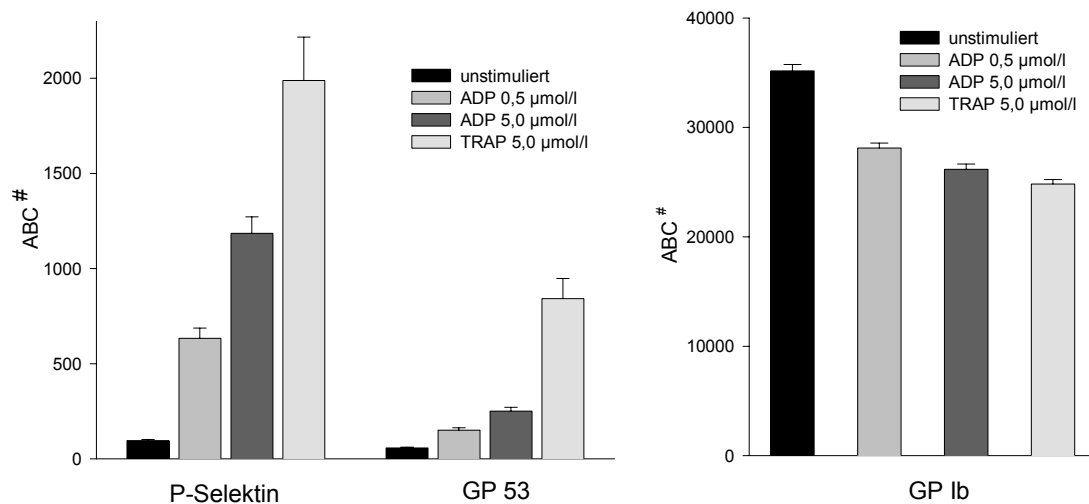 ABC #
2000
1500
1000
500
0
unstimuliert
ADP 0,5 µmol/l
ADP 5,0 µmol/l
TRAP 5,0 µmol/l
P-Selektin
GP 53
ABC #
40000
30000
20000
10000
0
unstimuliert
ADP 0,5 µmol/l
ADP 5,0 µmol/l
TRAP 5,0 µmol/l
GP Ib